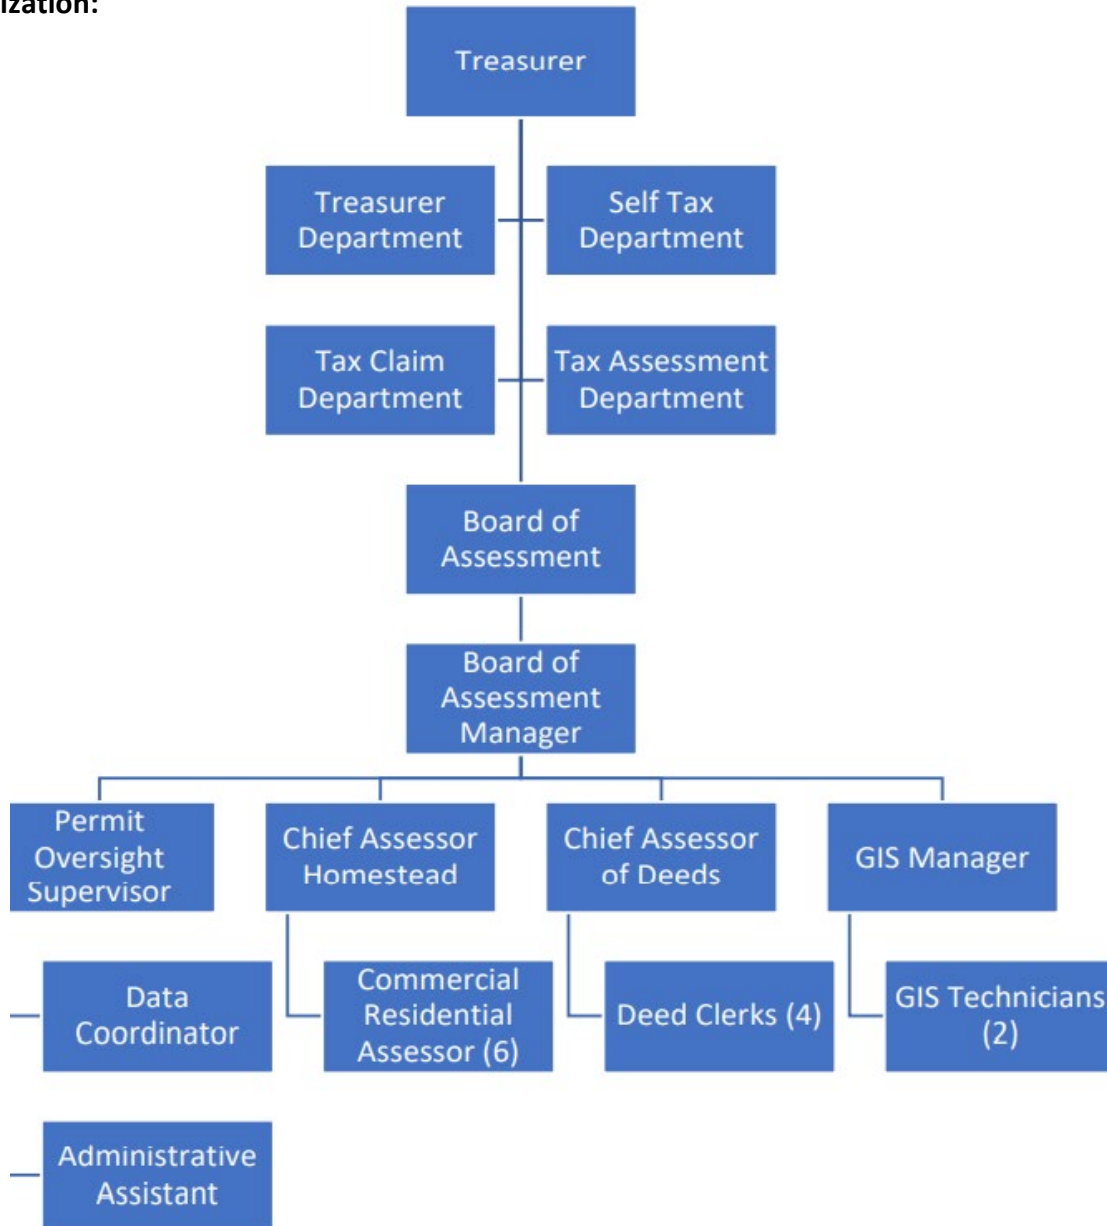 ization:
Treasurer
Treasurer
Department
Self Tax
Department
Tax Claim
Department
Tax Assessment
Department
Board of
Assessment
Board of
Assessment
Manager
Permit
Oversight
Supervisor
Chief Assessor
Homestead
Chief Assessor
of Deeds
GIS Manager
Data
Coordinator
Commercial
Residential
Assessor (6)
Deed Clerks (4)
GIS Technicians
(2)
Administrative
Assistant